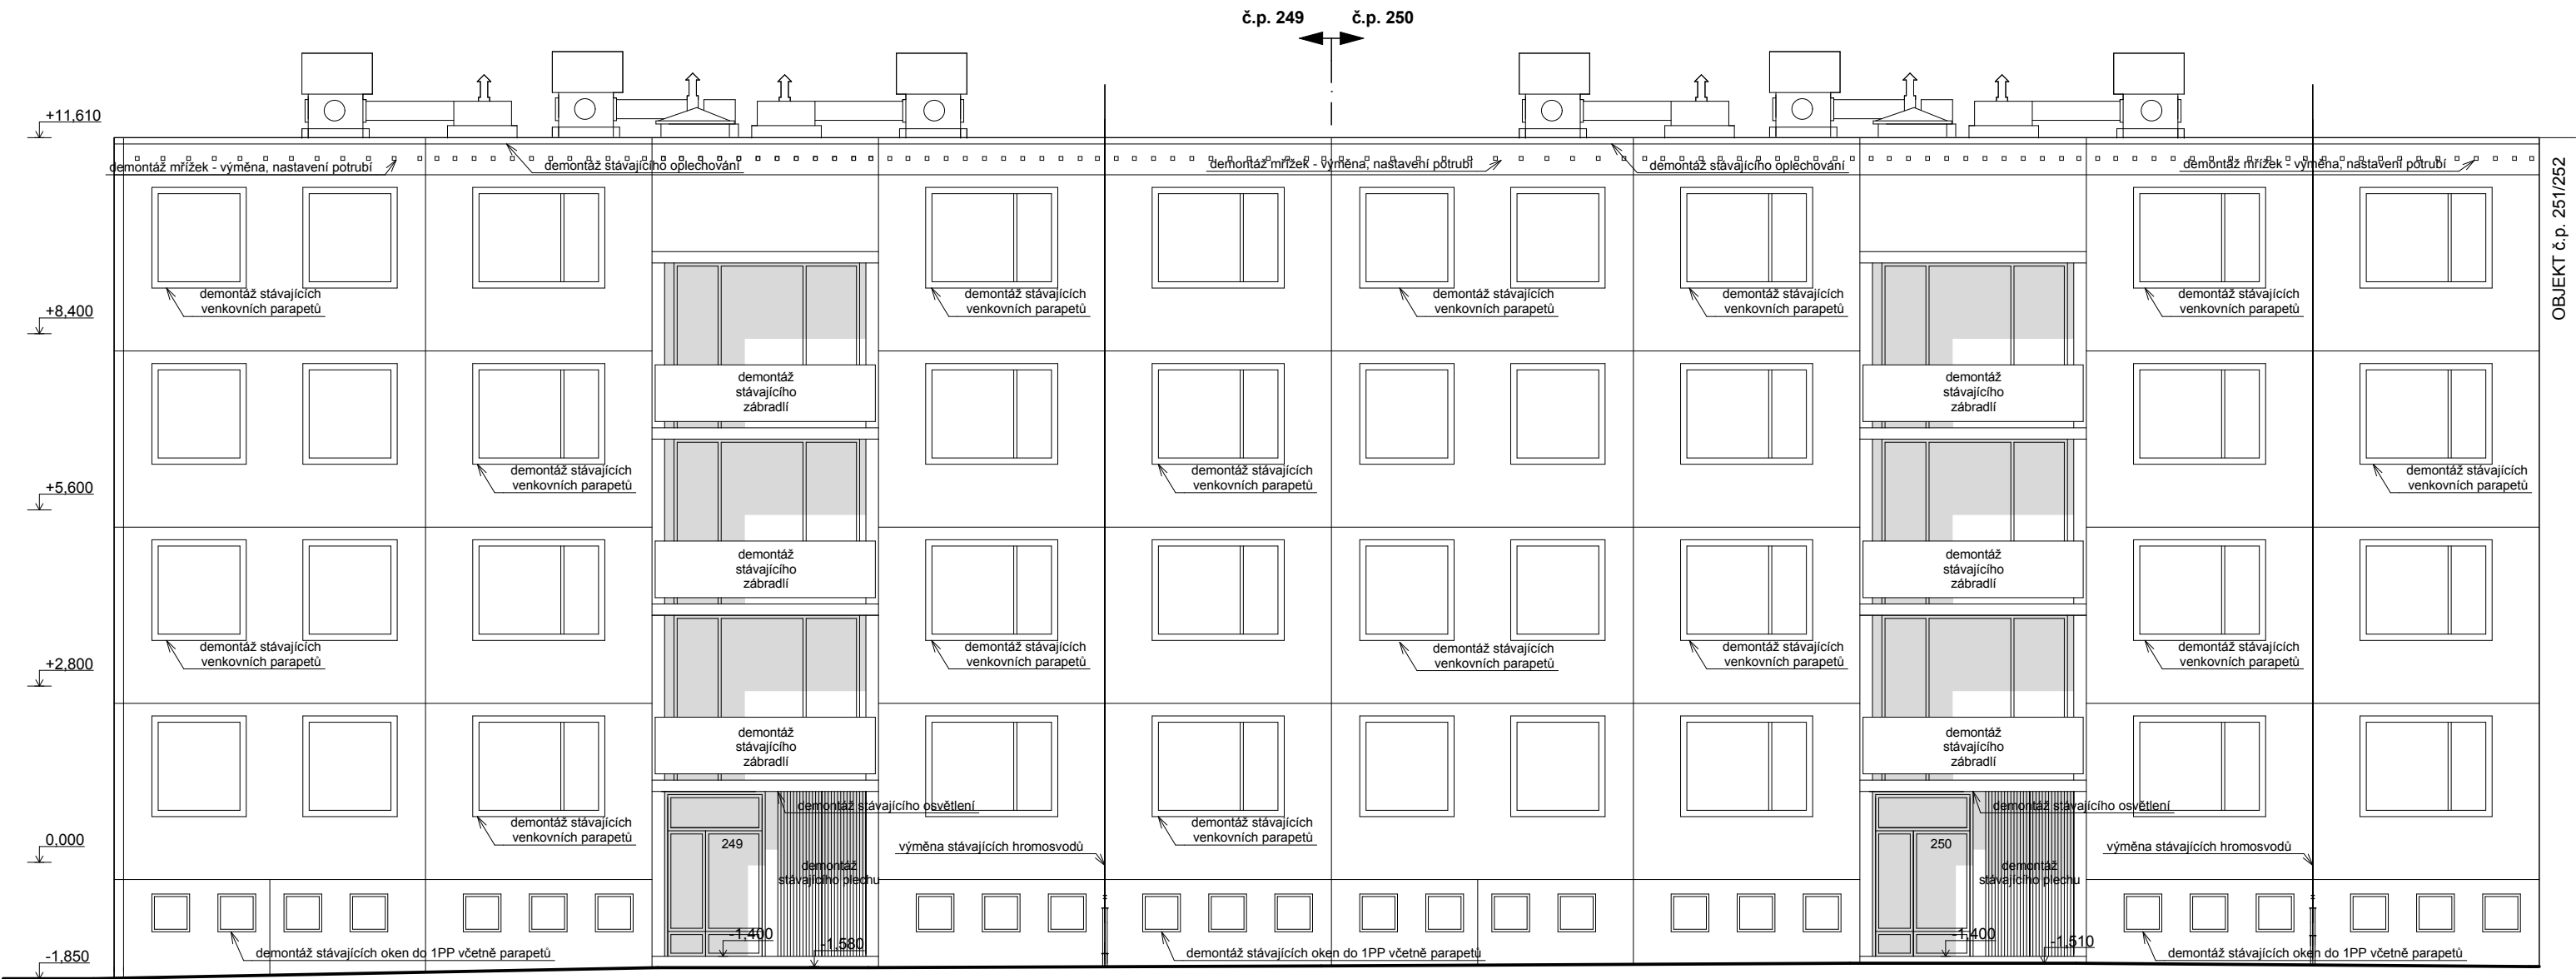 č.p. 249
č.p. 250
+11,610
demontáž mřížek - výměna, nastavení potrubí
demontáž stávajícího oplechování
demontáž mřížek - výměna, nastavení potrubí
demontáž stávajícího oplechování
demontáž mřížek - výměna, nastavení potrubí
OBJEKT č.p. 251/252
demontáž stávajících
venkovních parapetů
demontáž stávajících
venkovních parapetů
demontáž stávajících
venkovních parapetů
demontáž stávajících
venkovních parapetů
demontáž stávajících
venkovních parapetů
+8,400
demontáž
stávajícího
zábradlí
demontáž
stávajícího
zábradlí
demontáž stávajících
venkovních parapetů
demontáž stávajících
venkovních parapetů
demontáž stávajících
venkovních parapetů
+5,600
demontáž
stávajícího
zábradlí
demontáž
stávajícího
zábradlí
demontáž stávajících
venkovních parapetů
demontáž stávajících
venkovních parapetů
demontáž stávajících
venkovních parapetů
demontáž stávajících
venkovních parapetů
demontáž stávajících
venkovních parapetů
+2,800
demontáž
stávajícího
zábradlí
demontáž
stávajícího
zábradlí
demontáž stávajícího osvětlení
demontáž stávajícího osvětlení
demontáž stávajících
venkovních parapetů
demontáž stávajících
venkovních parapetů
0,000
249
výměna stávajících hromosvodů
250
výměna stávajících hromosvodů
demontáž
stávajícího plechu
demontáž
stávajícího plechu
-1,400
-1,580
-1,400
-1,510
-1,850
demontáž stávajících oken do 1PP včetně parapetů
demontáž stávajících oken do 1PP včetně parapetů
demontáž stávajících oken do 1PP včetně parapetů